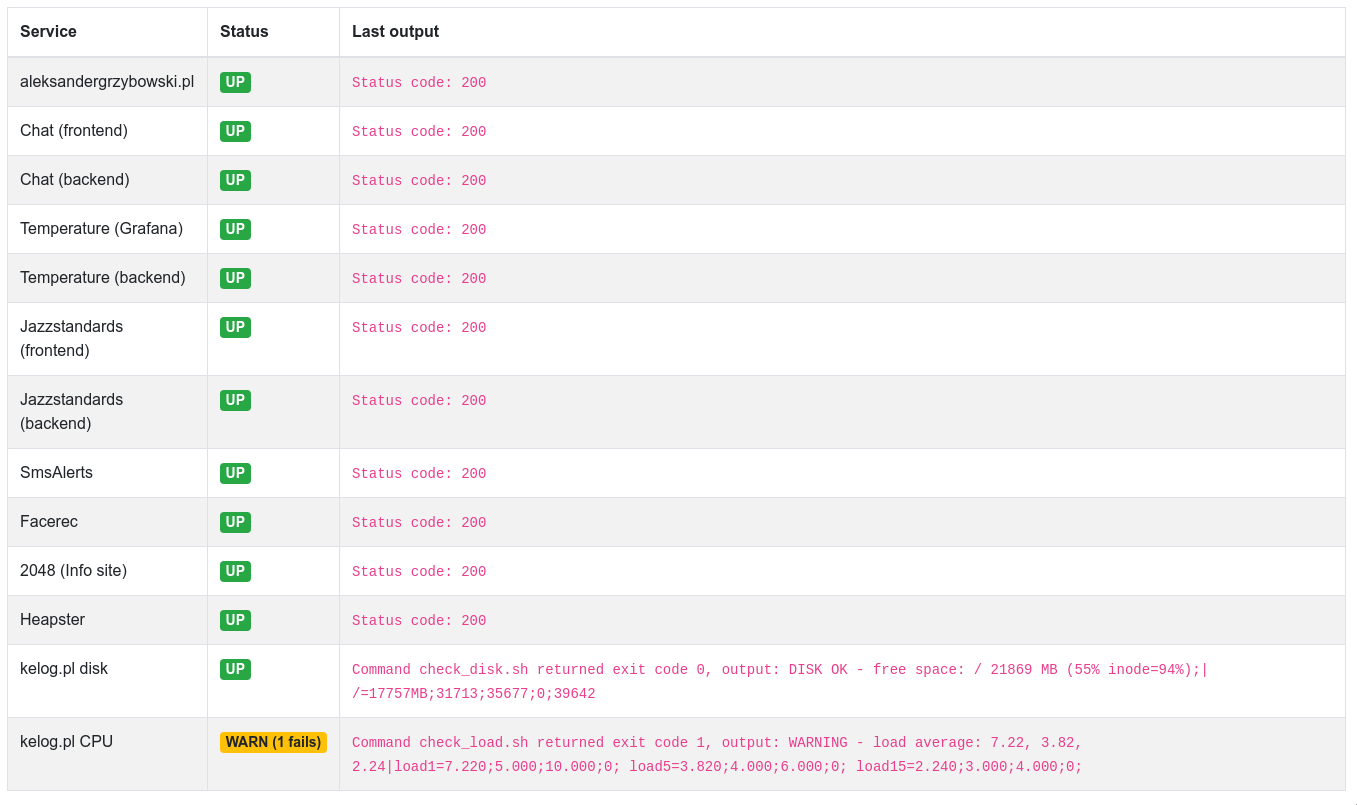 Service Status Last output
aleksandergrzybowski.pl UP Status code: 200
Chat (frontend) UP Status code: 200
Chat (backend) UP Status code: 200
Temperature (Grafana) UP Status code: 200
Temperature (backend) UP Status code: 200
Jazzstandards UP Status code: 200
(frontend)
Jazzstandards UP Status code: 200
(backend)
SmsAlerts UP Status code: 200
Facerec UP Status code: 200
2048 (Info site) UP Status code: 200
Heapster UP Status code: 200
kelog.pl disk UP Command check_disk.sh returned exit code 0, output: DISK OK - free space: / 21869 MB (55% inode=94%);|
/=17757MB;31713;35677;0;39642
kelog.pl CPU WARN (1 fails) Command check_load.sh returned exit code 1, output: WARNING - load average: 7.22, 3.82,
2.24|load1=7.220;5.000;10.000;0; load5=3.820;4.000;6.000;0; load15=2.240;3.000;4.000;0;